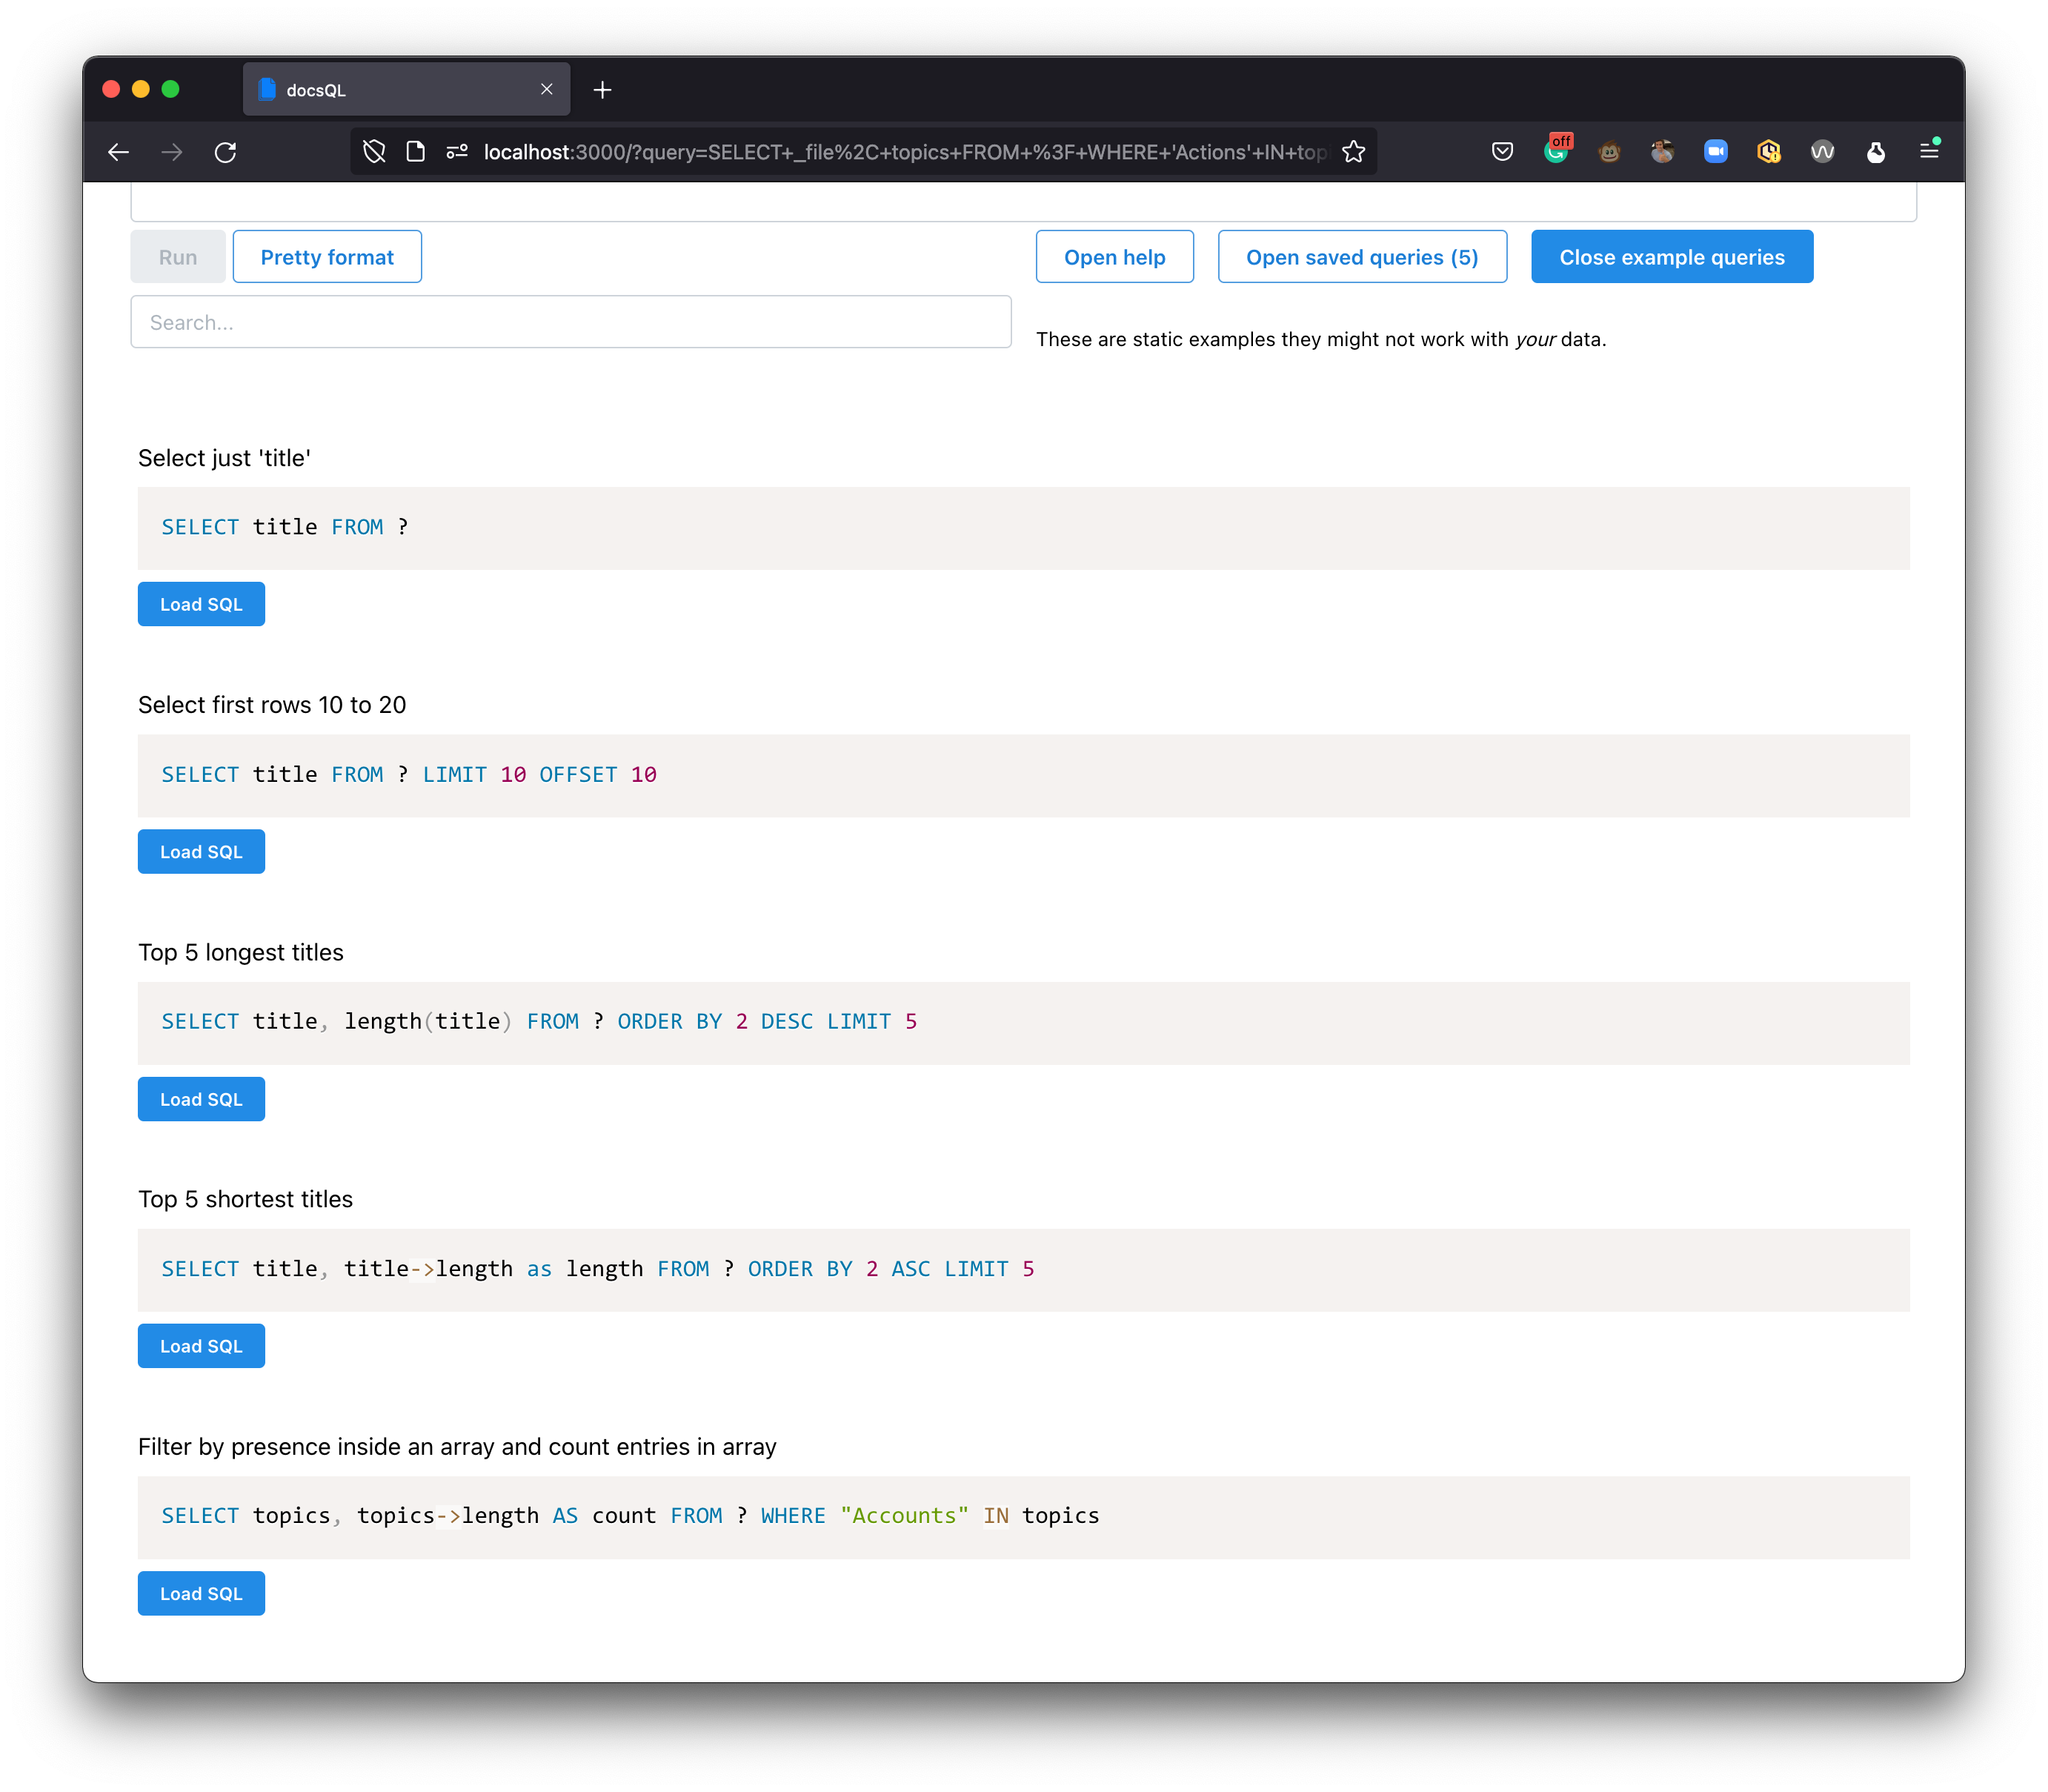 docsQL
off
localhost:3000/?query=SELECT+_file%2C+topics+FROM+%3F+WHERE+'Actions'+IN+top
Run
Pretty format
Open help
Open saved queries (5)
Close example queries
Search...
These are static examples they might not work with your data.
Select just 'title'
SELECT title FROM ?
Load SQL
Select first rows 10 to 20
SELECT title FROM ? LIMIT 10 OFFSET 10
Load SQL
Top 5 longest titles
SELECT title, length(title) FROM ? ORDER BY 2 DESC LIMIT 5
Load SQL
Top 5 shortest titles
SELECT title, title->length as length FROM ? ORDER BY 2 ASC LIMIT 5
Load SQL
Filter by presence inside an array and count entries in array
SELECT topics, topics->length AS count FROM ? WHERE "Accounts" IN topics
Load SQL